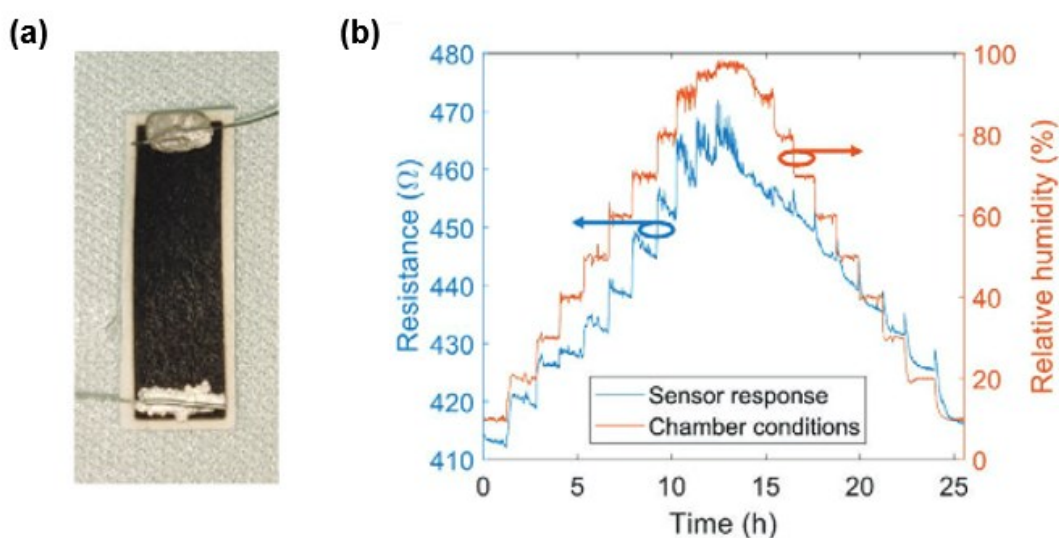 (a)
(b)
480
470
460
450
440
430
420
410
Resistance (Ω)
100
80
60
40
20
0
Relative humidity (%)
Sensor response
Chamber conditions
0 5 10 15 20 25
Time (h)